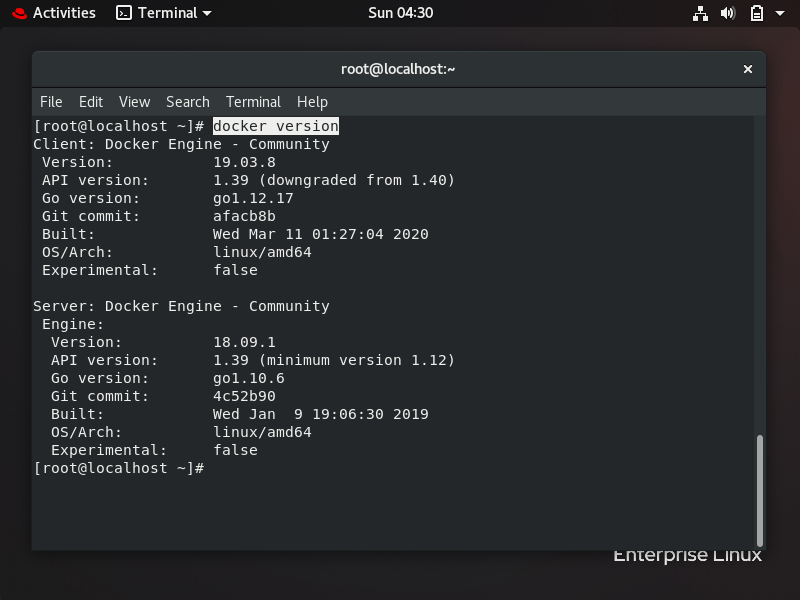 Activities Terminal Sun 04:30
root@localhost:~
File Edit View Search Terminal Help
[root@localhost ~]# docker version
Client: Docker Engine - Community
 Version:           19.03.8
 API version:       1.39 (downgraded from 1.40)
 Go version:        go1.12.17
 Git commit:        afacb8b
 Built:             Wed Mar 11 01:27:04 2020
 OS/Arch:           linux/amd64
 Experimental:      false

Server: Docker Engine - Community
 Engine:
  Version:          18.09.1
  API version:      1.39 (minimum version 1.12)
  Go version:       go1.10.6
  Git commit:       4c52b90
  Built:            Wed Jan  9 19:06:30 2019
  OS/Arch:          linux/amd64
  Experimental:     false
[root@localhost ~]#
Enterprise Linux